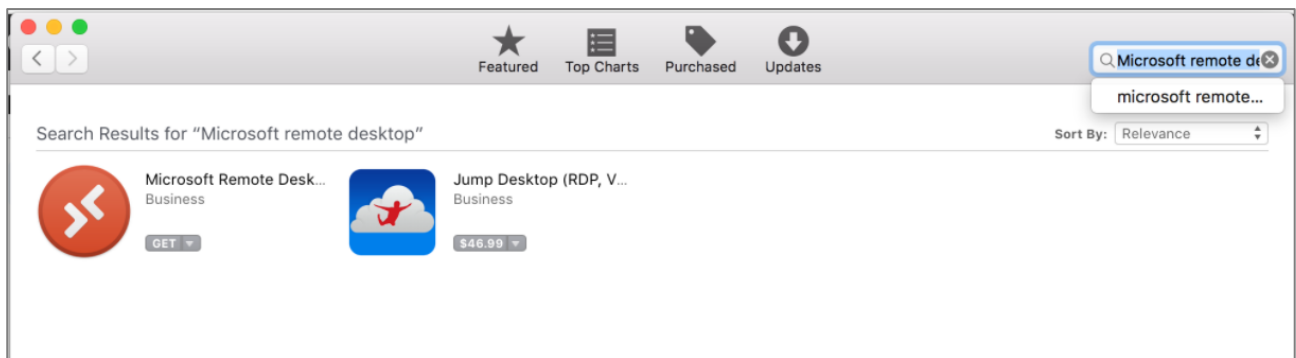 Featured Top Charts Purchased Updates
Microsoft remote de
microsoft remote...
Search Results for “Microsoft remote desktop”
Sort By: Relevance
Microsoft Remote Desk...
Business
GET
Jump Desktop (RDP, V...
Business
$46.99